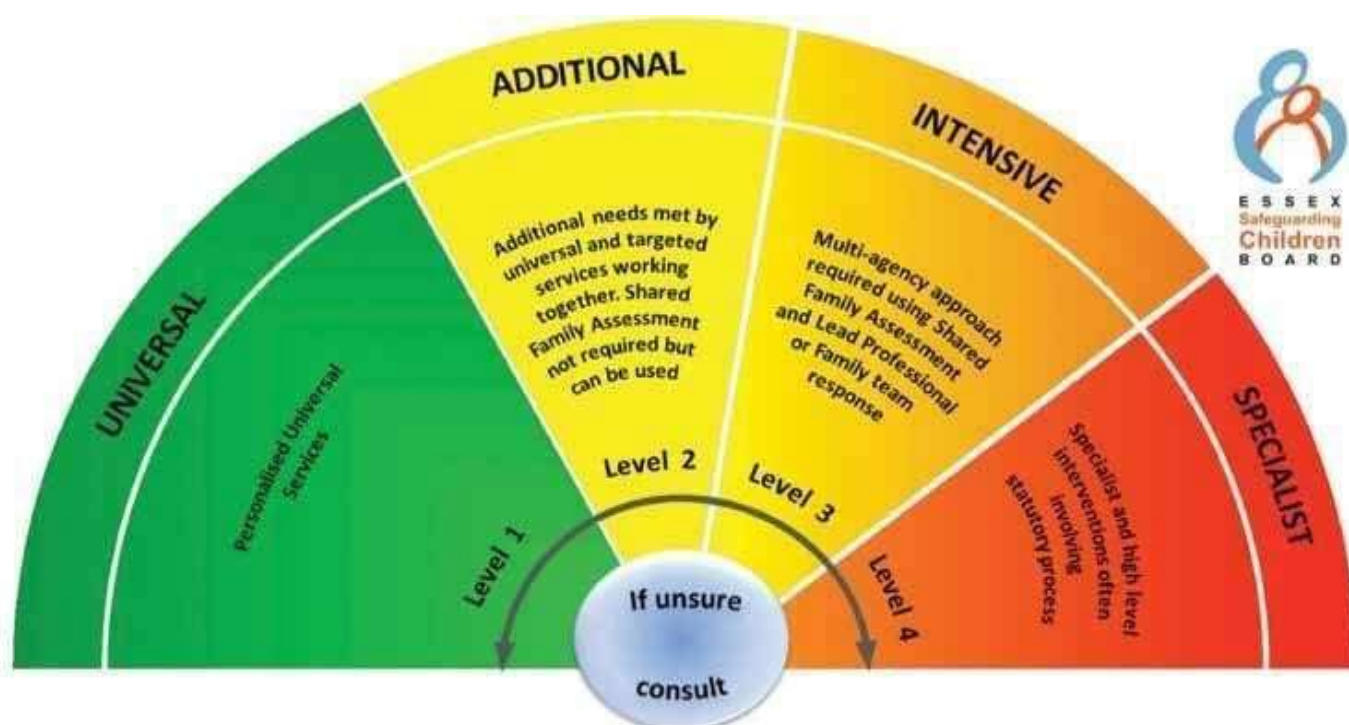 UNIVERSAL
Personalised Universal
Services
Level 1
ADDITIONAL
Additional needs met by
universal and targeted
services working
together. Shared
Family Assessment
not required but
can be used
Level 2
INTENSIVE
Multi-agency approach
required using Shared
Family Assessment
and Lead Professional
or Family team
response
Level 3
SPECIALIST
Specialist and high level
interventions often
involving
statutory process
Level 4
If unsure
consult
ESSEX
Safeguarding
Children
BOARD